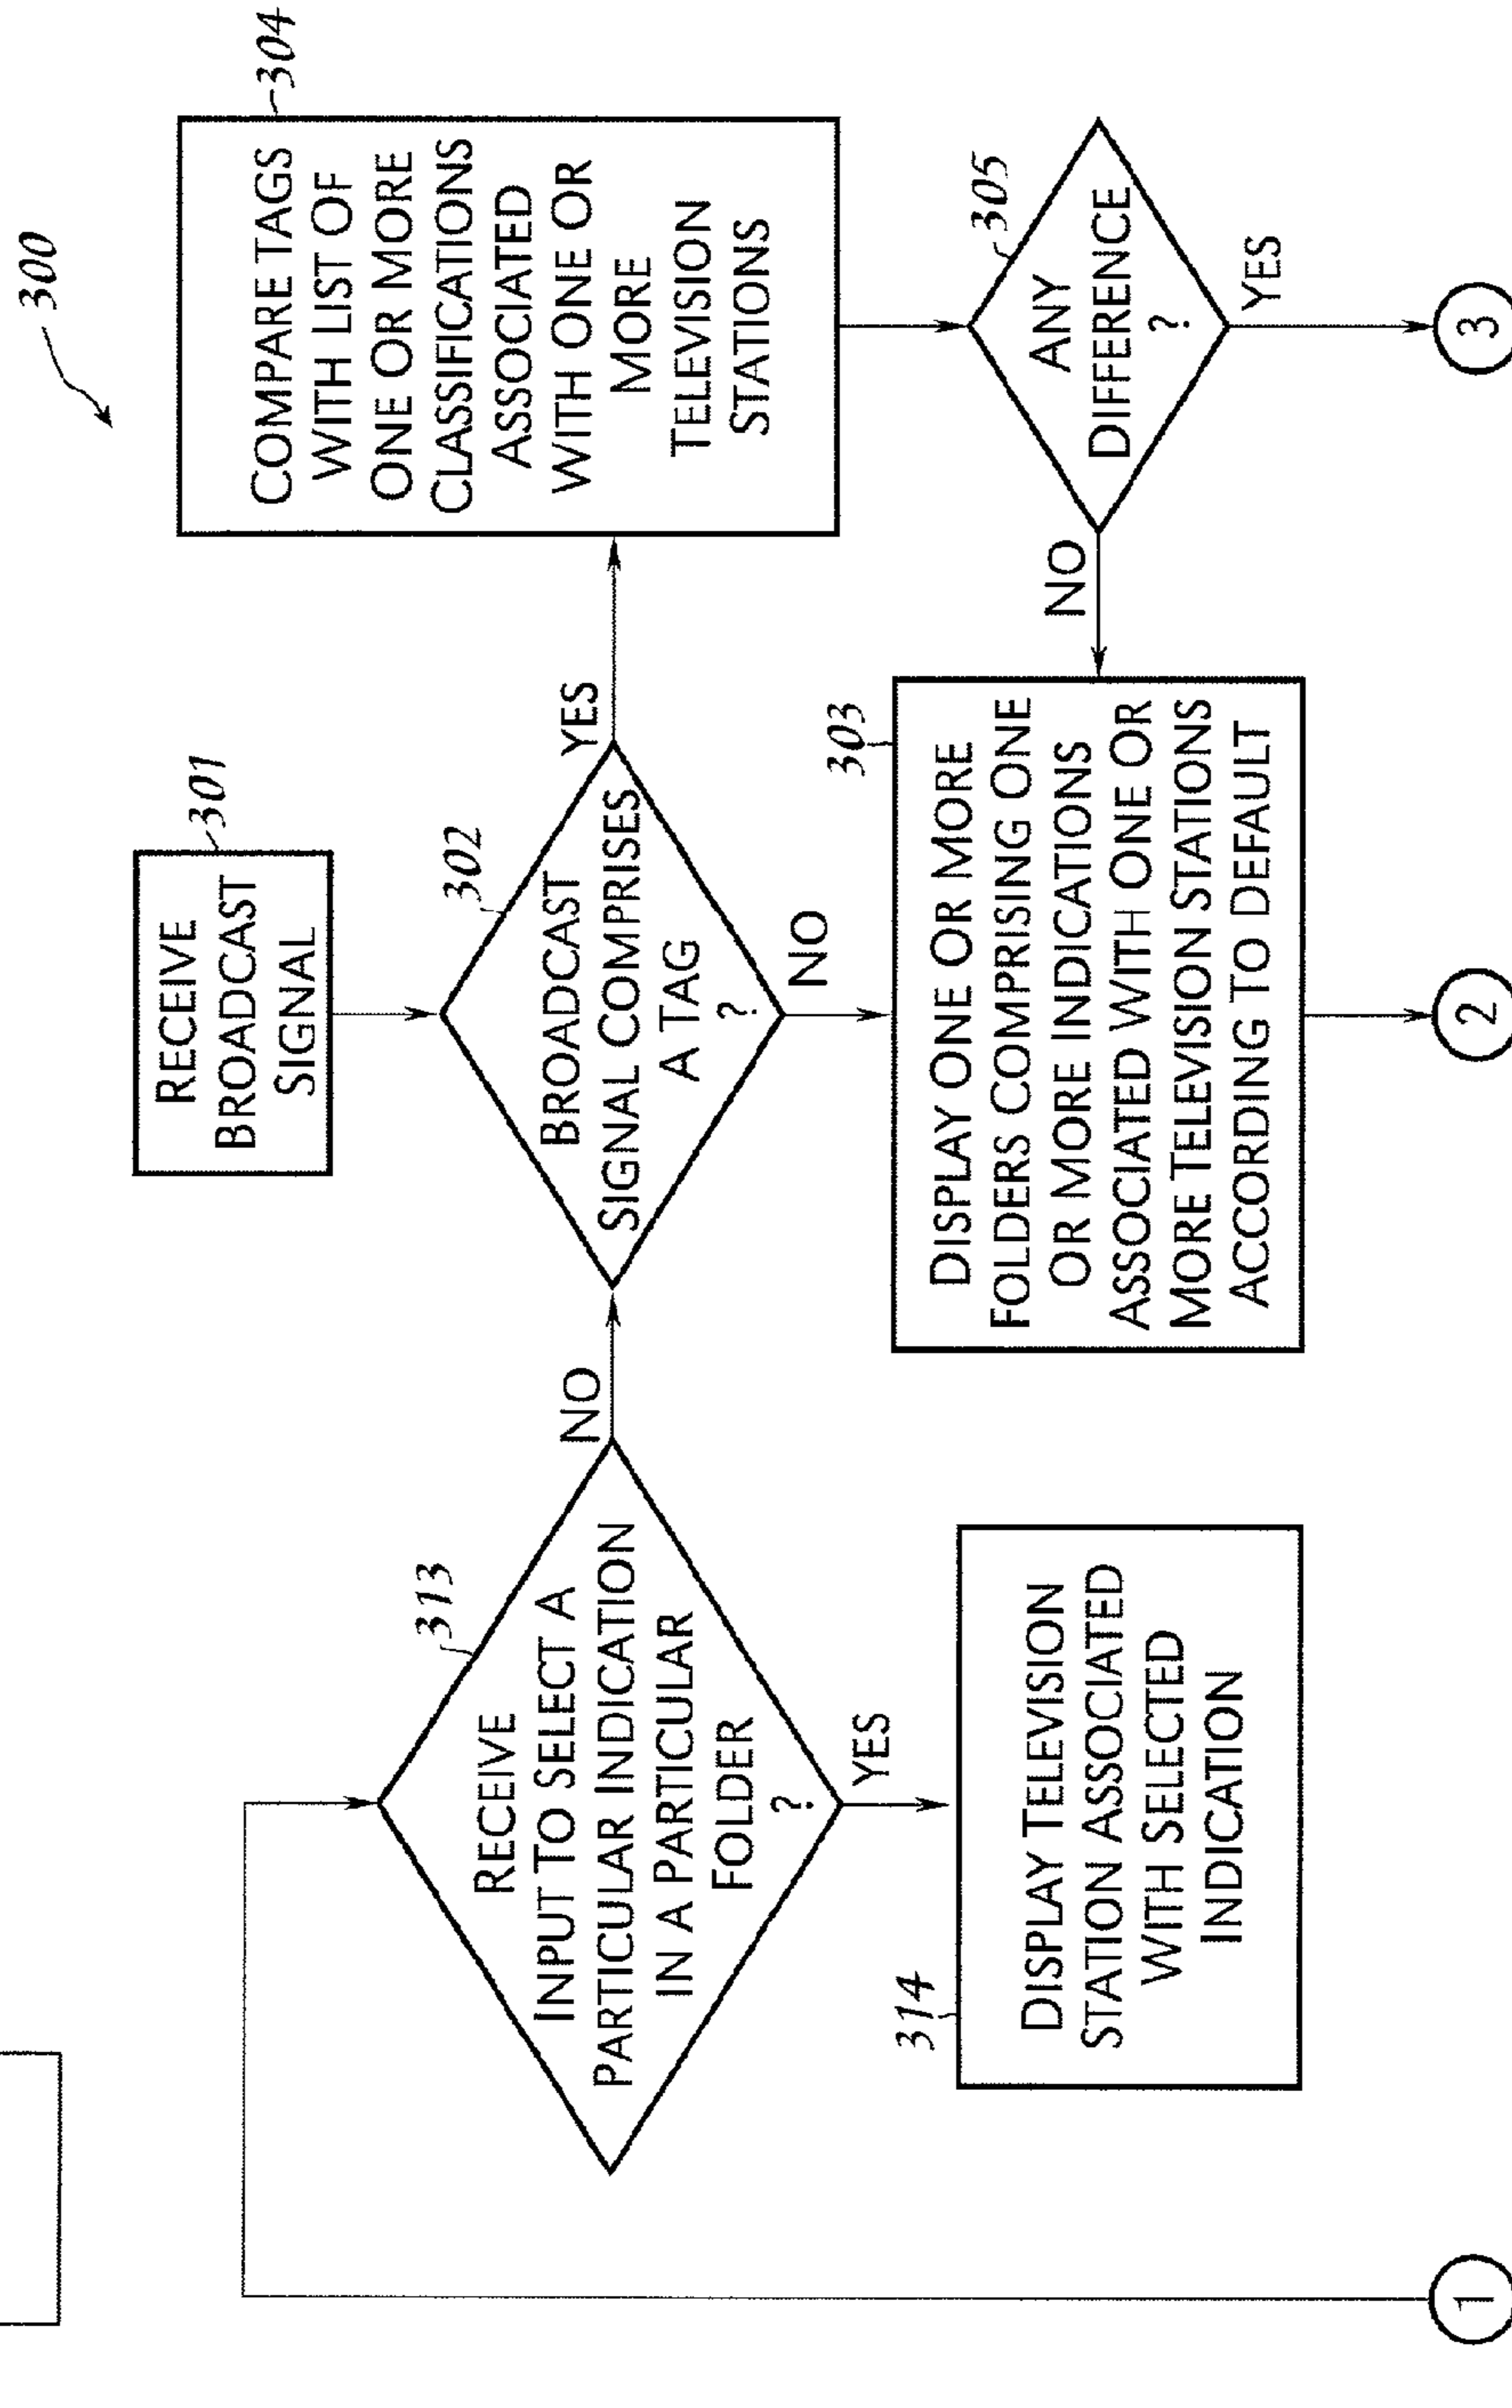 300
301
RECEIVE
BROADCAST
SIGNAL
313
RECEIVE
INPUT TO SELECT A
PARTICULAR INDICATION
IN A PARTICULAR
FOLDER
?
NO
YES
302
BROADCAST
SIGNAL COMPRISES
A TAG
?
YES
NO
304
COMPARE TAGS
WITH LIST OF
ONE OR MORE
CLASSIFICATIONS
ASSOCIATED
WITH ONE OR
MORE
TELEVISION
STATIONS
314
DISPLAY TELEVISION
STATION ASSOCIATED
WITH SELECTED
INDICATION
303
DISPLAY ONE OR MORE
FOLDERS COMPRISING ONE
OR MORE INDICATIONS
ASSOCIATED WITH ONE OR
MORE TELEVISION STATIONS
ACCORDING TO DEFAULT
305
ANY
DIFFERENCE
?
NO
YES
1
2
3